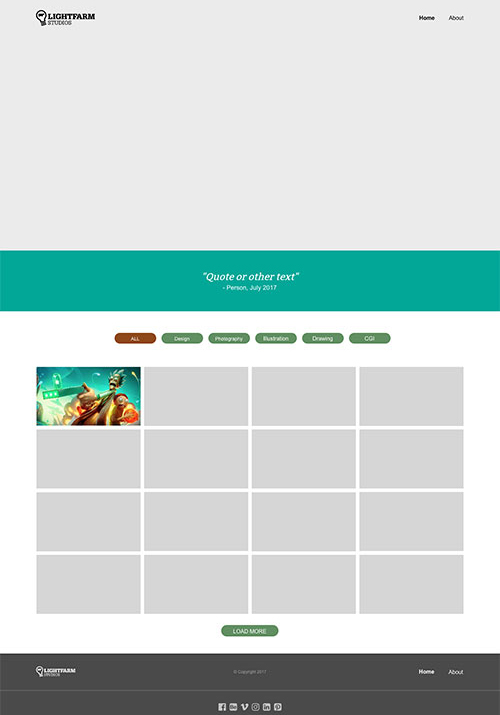 LIGHTFARM
STUDIOS
Home
About
"Quote or other text"
- Person, July 2017
ALL
Design
Photography
Illustration
Drawing
CGI
LOAD MORE
LIGHTFARM
STUDIOS
© Copyright 2017
Home
About